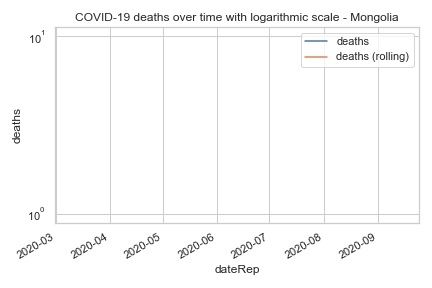 COVID-19 deaths over time with logarithmic scale - Mongolia
10¹
deaths
deaths (rolling)
deaths
10⁰
2020-03
2020-04
2020-05
2020-06
2020-07
2020-08
2020-09
dateRep